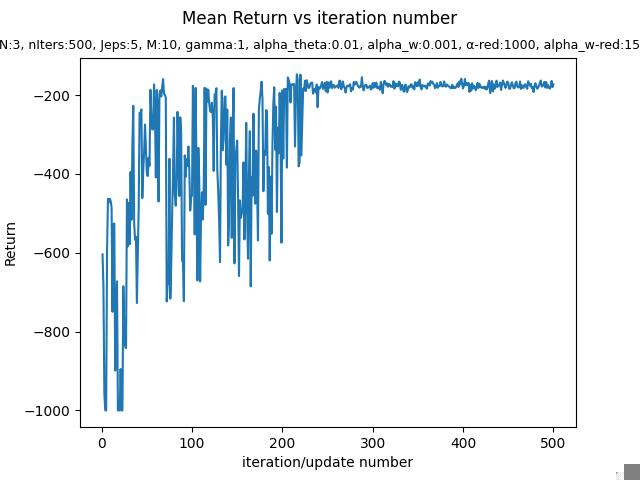 Mean Return vs iteration number
N:3, nIters:500, Jeps:5, M:10, gamma:1, alpha_theta:0.01, alpha_w:0.001, α-red:1000, alpha_w-red:15
−200
−400
−600
−800
−1000
Return
0 100 200 300 400 500
iteration/update number